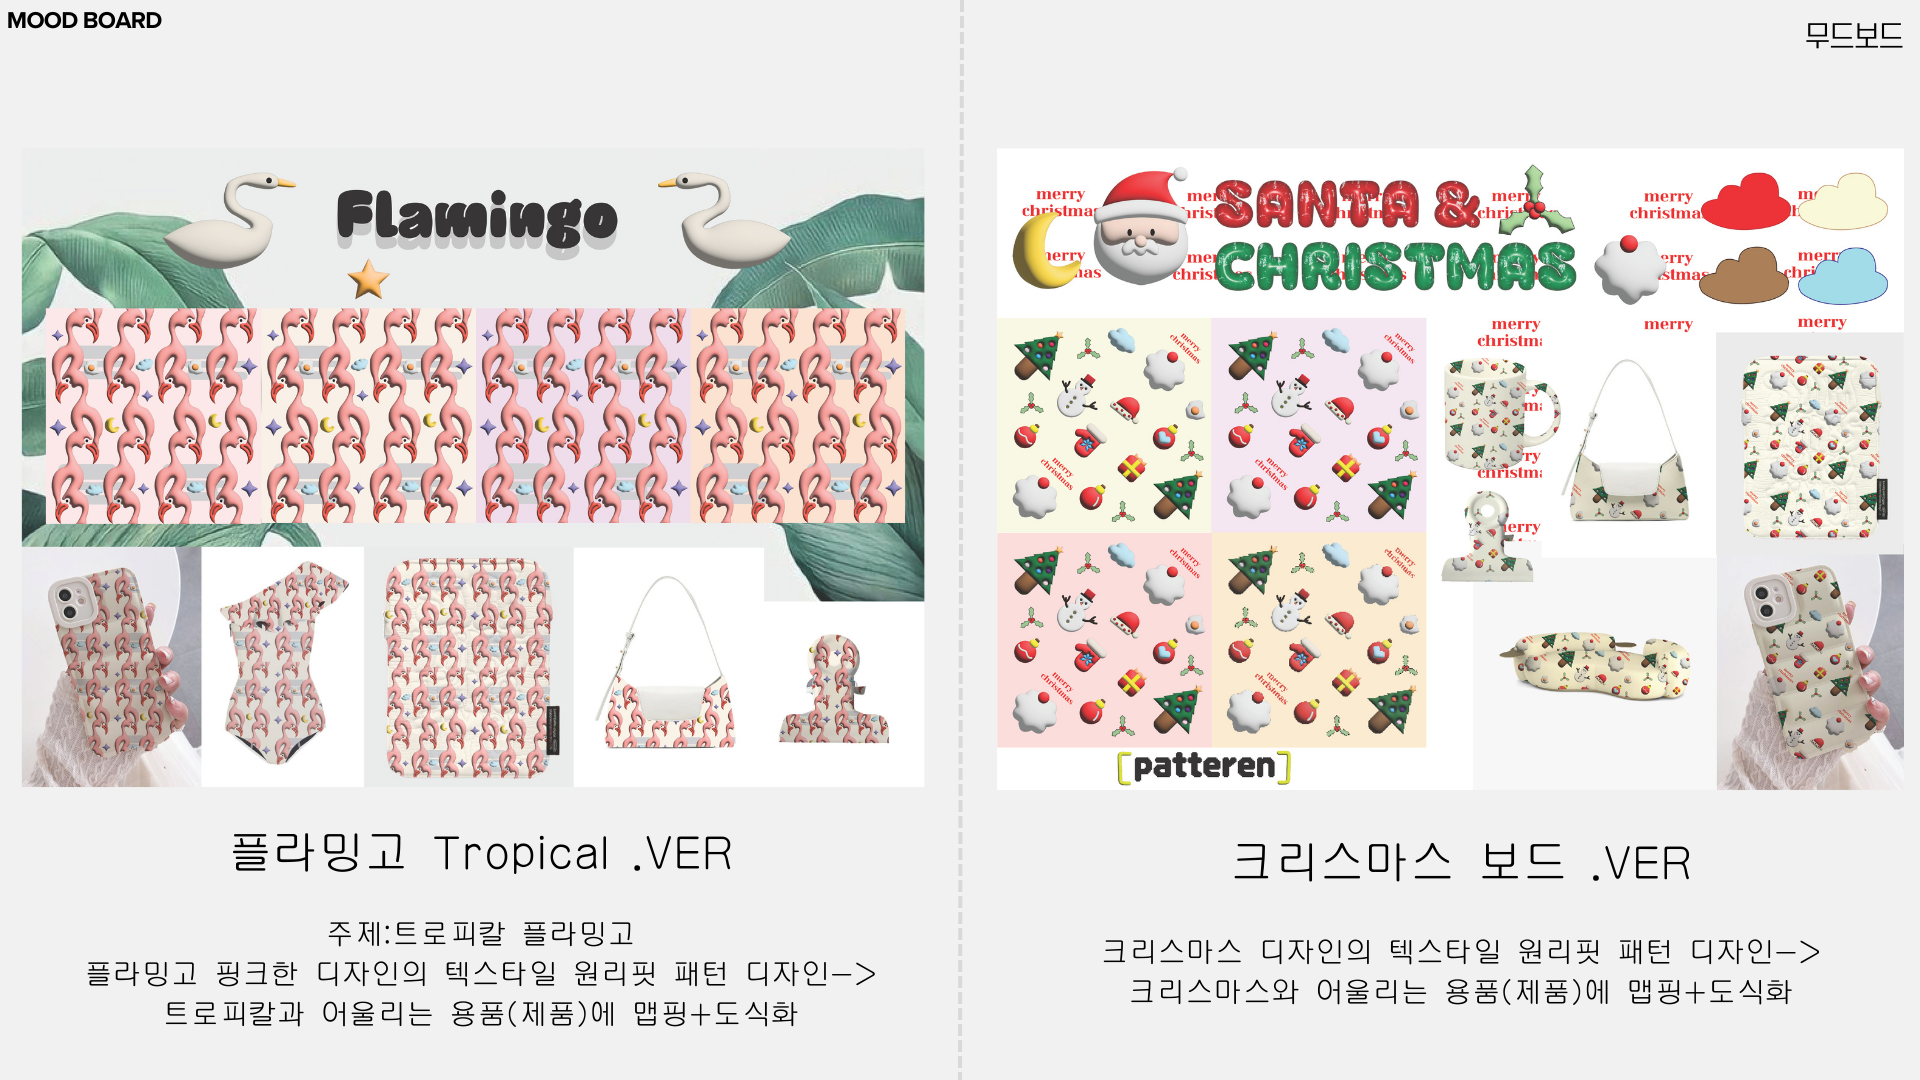 MOOD BOARD
무드보드
Flamingo
플라밍고 Tropical .VER
주제:트로피칼 플라밍고
플라밍고 핑크한 디자인의 텍스타일 원리핏 패턴 디자인—>
트로피칼과 어울리는 용품(제품)에 맵핑+도식화
SANTA &
CHRISTMAS
merry
christmas
merry
christmas
merry
christmas
merry
christmas
[patteren]
크리스마스 보드 .VER
크리스마스 디자인의 텍스타일 원리핏 패턴 디자인—>
크리스마스와 어울리는 용품(제품)에 맵핑+도식화